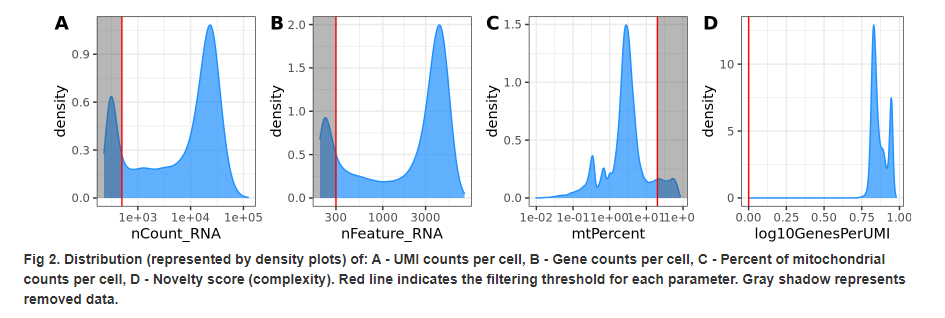 A
B
C
D
density
0.9
0.6
0.3
0.0
1e+03 1e+04 1e+05
nCount_RNA
density
2.0
1.5
1.0
0.5
0.0
300 1000 3000
nFeature_RNA
density
1.5
1.0
0.5
0.0
1e-02 1e-01 1e+00 1e+01 1e+0
mtPercent
density
10
5
0
0.00 0.25 0.50 0.75 1.00
log10GenesPerUMI
Fig 2. Distribution (represented by density plots) of: A - UMI counts per cell, B - Gene counts per cell, C - Percent of mitochondrial
counts per cell, D - Novelty score (complexity). Red line indicates the filtering threshold for each parameter. Gray shadow represents
removed data.